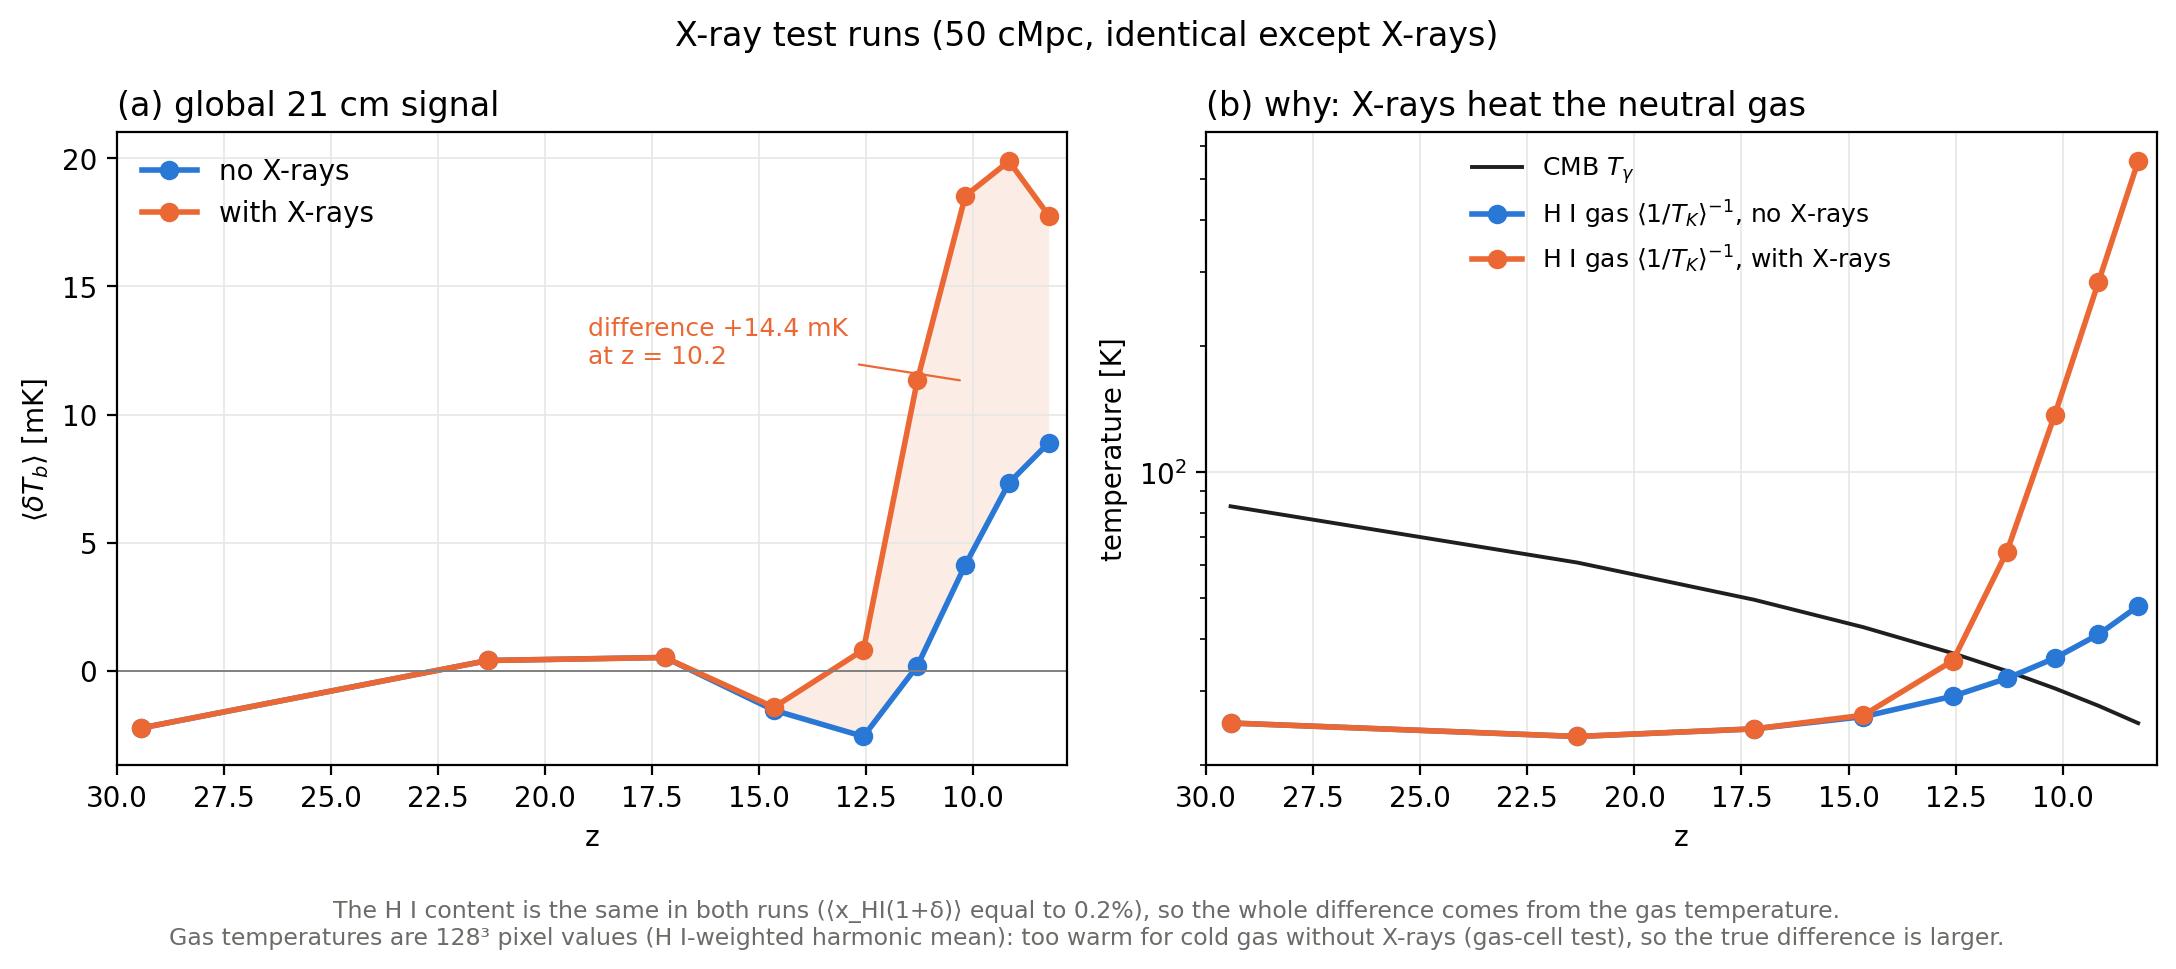 X-ray test runs (50 cMpc, identical except X-rays)
(a) global 21 cm signal
no X-rays
with X-rays
difference +14.4 mK
at z = 10.2
⟨δT_b⟩ [mK]
20
15
10
5
0
30.0 27.5 25.0 22.5 20.0 17.5 15.0 12.5 10.0
z
(b) why: X-rays heat the neutral gas
CMB T_γ
H I gas ⟨1/T_K⟩⁻¹, no X-rays
H I gas ⟨1/T_K⟩⁻¹, with X-rays
temperature [K]
10²
30.0 27.5 25.0 22.5 20.0 17.5 15.0 12.5 10.0
z
The H I content is the same in both runs (⟨x_HI(1+δ)⟩ equal to 0.2%), so the whole difference comes from the gas temperature.
Gas temperatures are 128³ pixel values (H I-weighted harmonic mean): too warm for cold gas without X-rays (gas-cell test), so the true difference is larger.